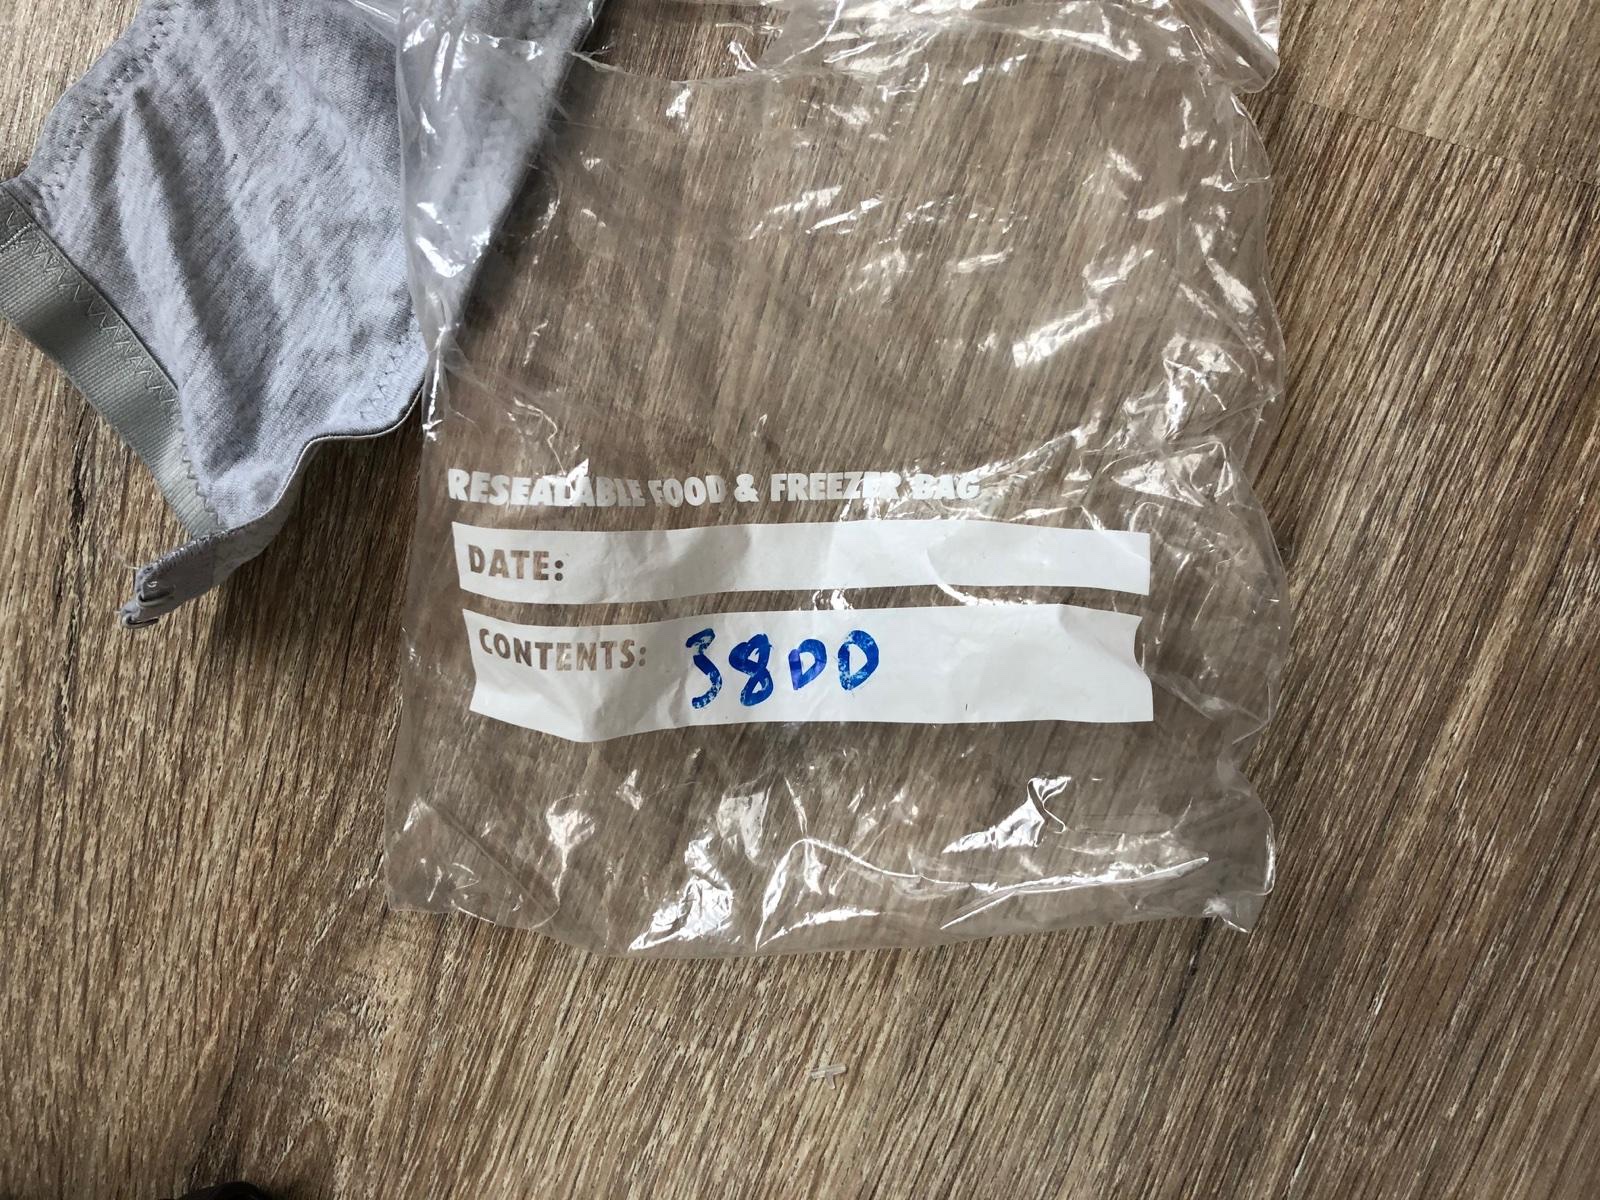 RESEALABLE FOOD & FREEZER BAG
DATE:
CONTENTS: 38DD